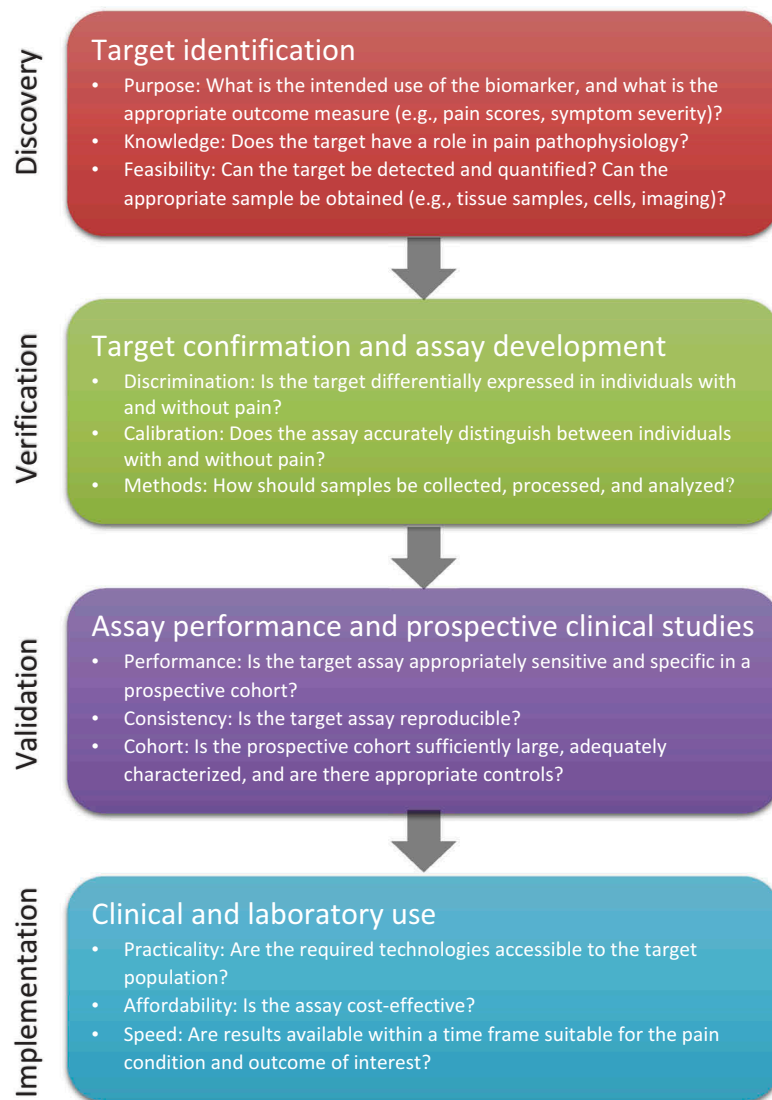 Discovery
Target identification
• Purpose: What is the intended use of the biomarker, and what is the
appropriate outcome measure (e.g., pain scores, symptom severity)?
• Knowledge: Does the target have a role in pain pathophysiology?
• Feasibility: Can the target be detected and quantified? Can the
appropriate sample be obtained (e.g., tissue samples, cells, imaging)?
Verification
Target confirmation and assay development
• Discrimination: Is the target differentially expressed in individuals with
and without pain?
• Calibration: Does the assay accurately distinguish between individuals
with and without pain?
• Methods: How should samples be collected, processed, and analyzed?
Validation
Assay performance and prospective clinical studies
• Performance: Is the target assay appropriately sensitive and specific in a
prospective cohort?
• Consistency: Is the target assay reproducible?
• Cohort: Is the prospective cohort sufficiently large, adequately
characterized, and are there appropriate controls?
Implementation
Clinical and laboratory use
• Practicality: Are the required technologies accessible to the target
population?
• Affordability: Is the assay cost-effective?
• Speed: Are results available within a time frame suitable for the pain
condition and outcome of interest?